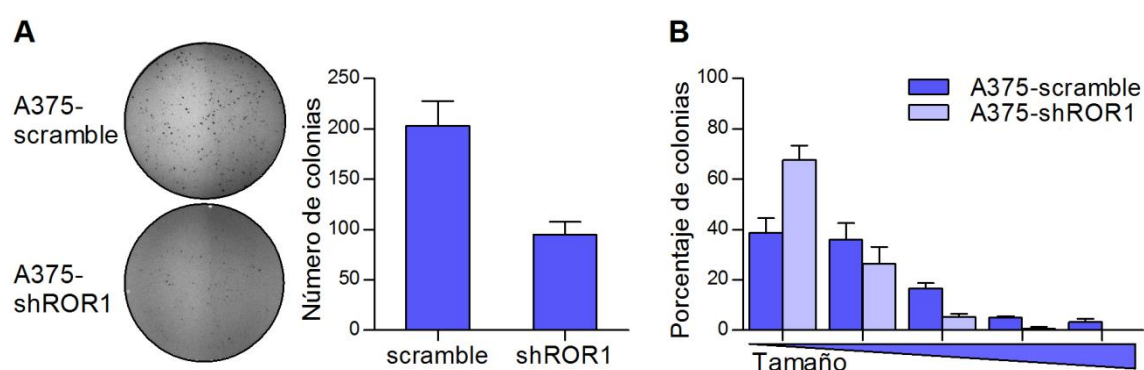 A
A375-
scramble
A375-
shROR1
Número de colonias
250
200
150
100
50
0
scramble
shROR1
B
Porcentaje de colonias
100
80
60
40
20
0
A375-scramble
A375-shROR1
Tamaño